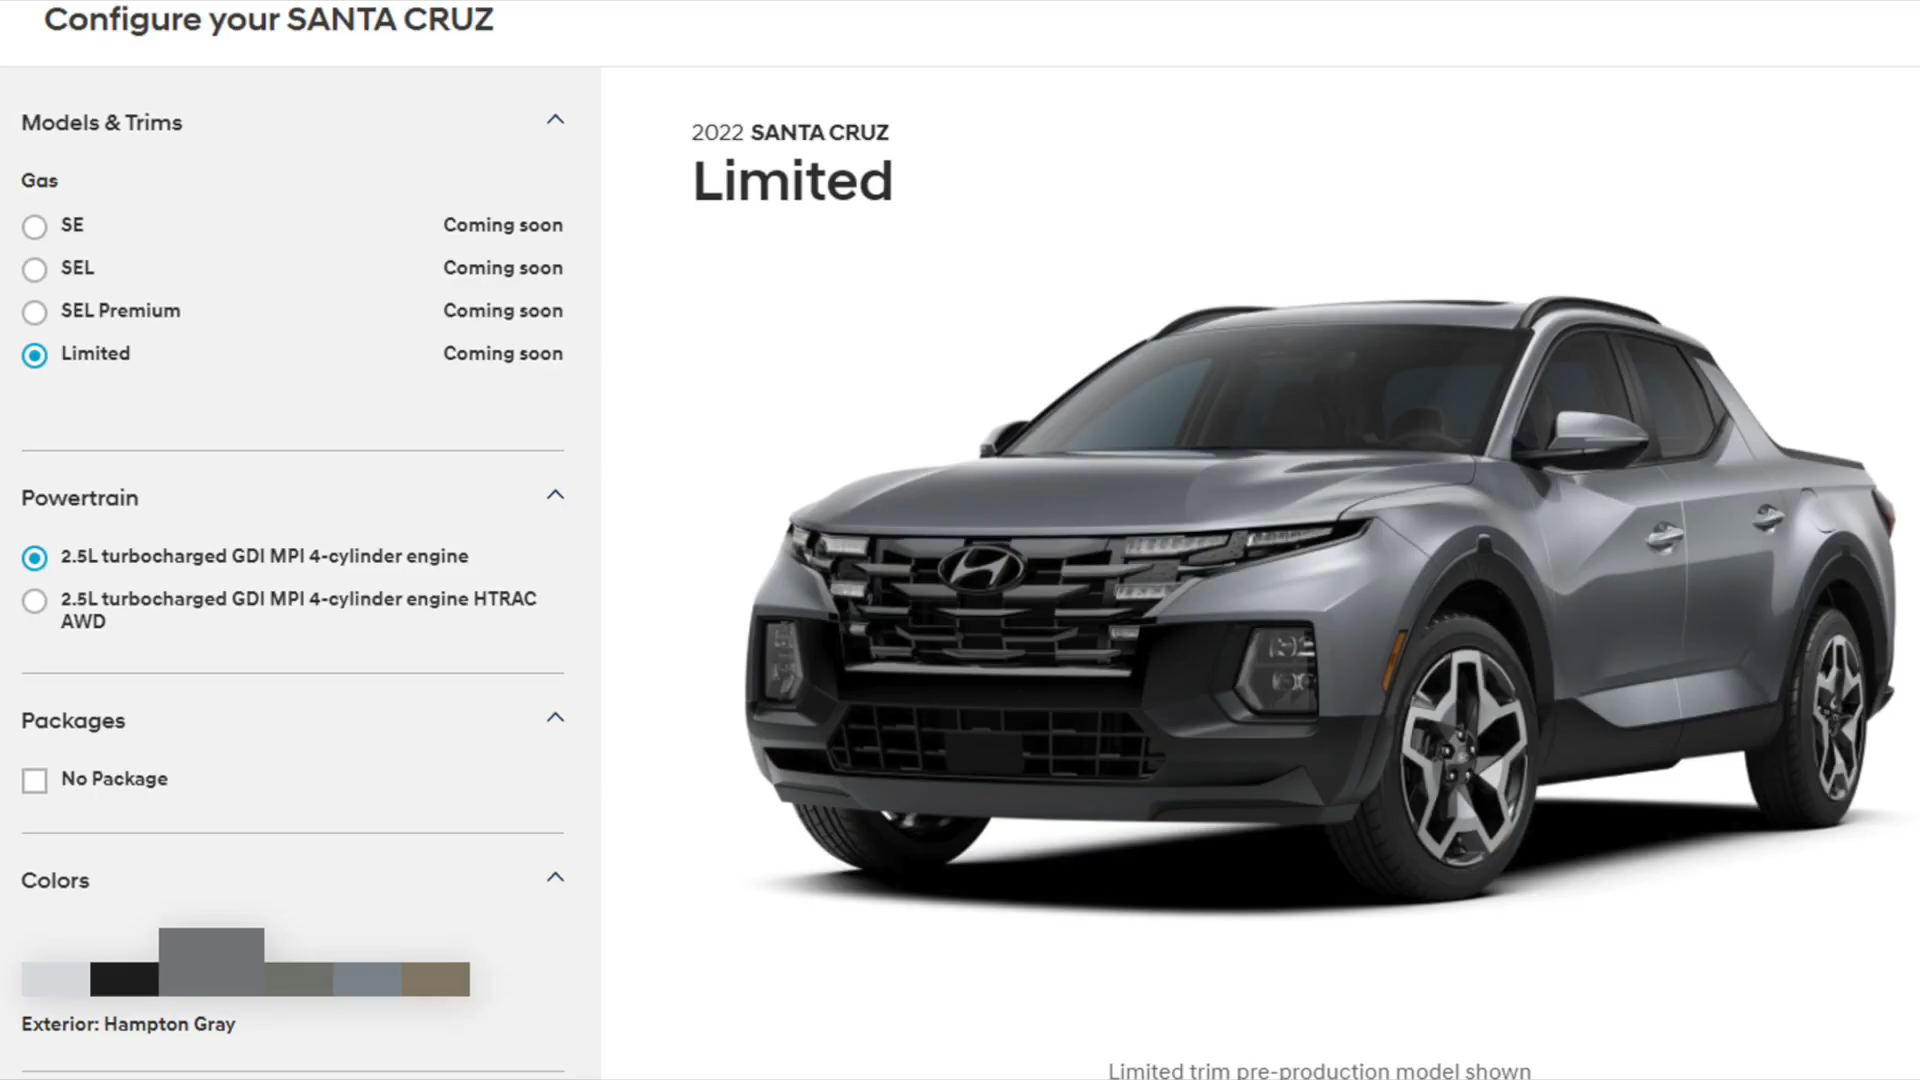 Configure your SANTA CRUZ
Models & Trims
Gas
SE Coming soon
SEL Coming soon
SEL Premium Coming soon
Limited Coming soon
Powertrain
2.5L turbocharged GDI MPI 4-cylinder engine
2.5L turbocharged GDI MPI 4-cylinder engine HTRAC
AWD
Packages
No Package
Colors
Exterior: Hampton Gray
2022 SANTA CRUZ
Limited
Limited trim pre-production model shown